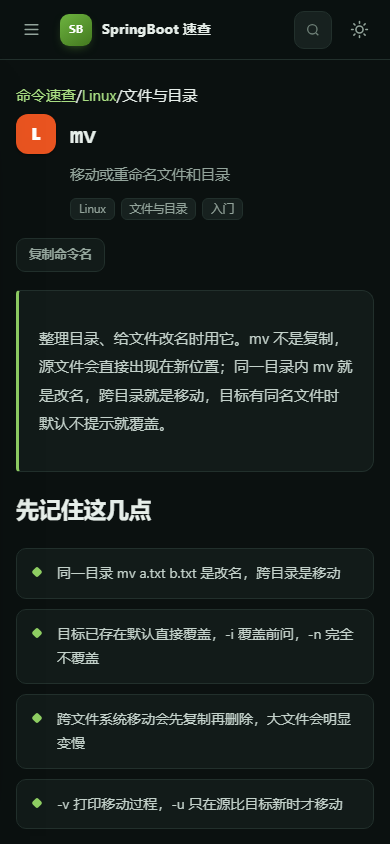 SB SpringBoot 速查
命令速查/Linux/文件与目录
L mv
移动或重命名文件和目录
Linux 文件与目录 入门
复制命令名
整理目录、给文件改名时用它。mv 不是复制，
源文件会直接出现在新位置；同一目录内 mv 就
是改名，跨目录就是移动，目标有同名文件时
默认不提示就覆盖。
先记住这几点
同一目录 mv a.txt b.txt 是改名，跨目录是移动
目标已存在默认直接覆盖，-i 覆盖前问，-n 完全
不覆盖
跨文件系统移动会先复制再删除，大文件会明显
变慢
-v 打印移动过程，-u 只在源比目标新时才移动